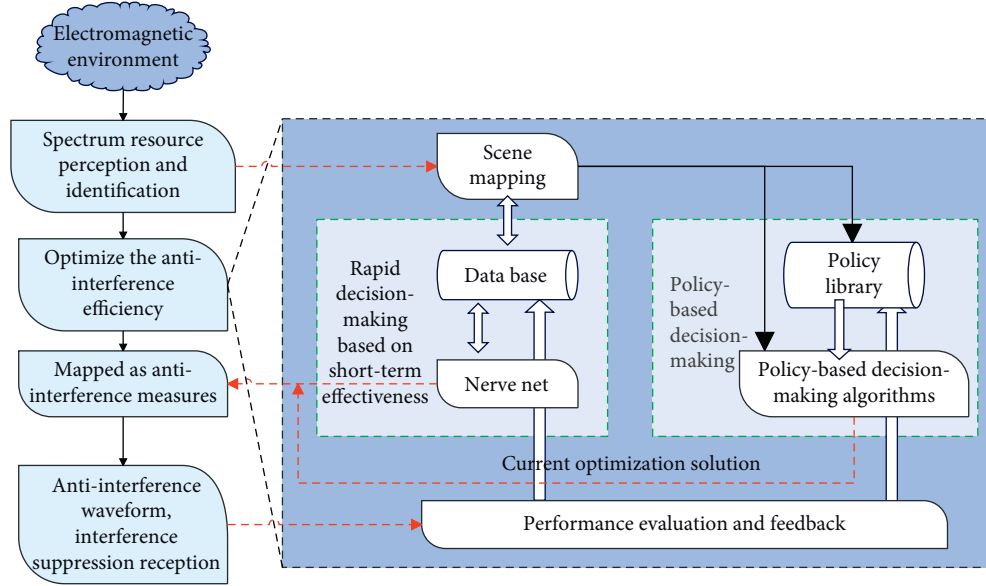 Electromagnetic
environment
Spectrum resource
perception and
identification
Optimize the anti-
interference
efficiency
Mapped as anti-
interference measures
Anti-interference
waveform,
interference
suppression reception
Scene
mapping
Rapid
decision-
making
based on
short-term
effectiveness
Data base
Nerve net
Policy-
based
decision-
making
Policy
library
Policy-based decision-
making algorithms
Current optimization solution
Performance evaluation and feedback